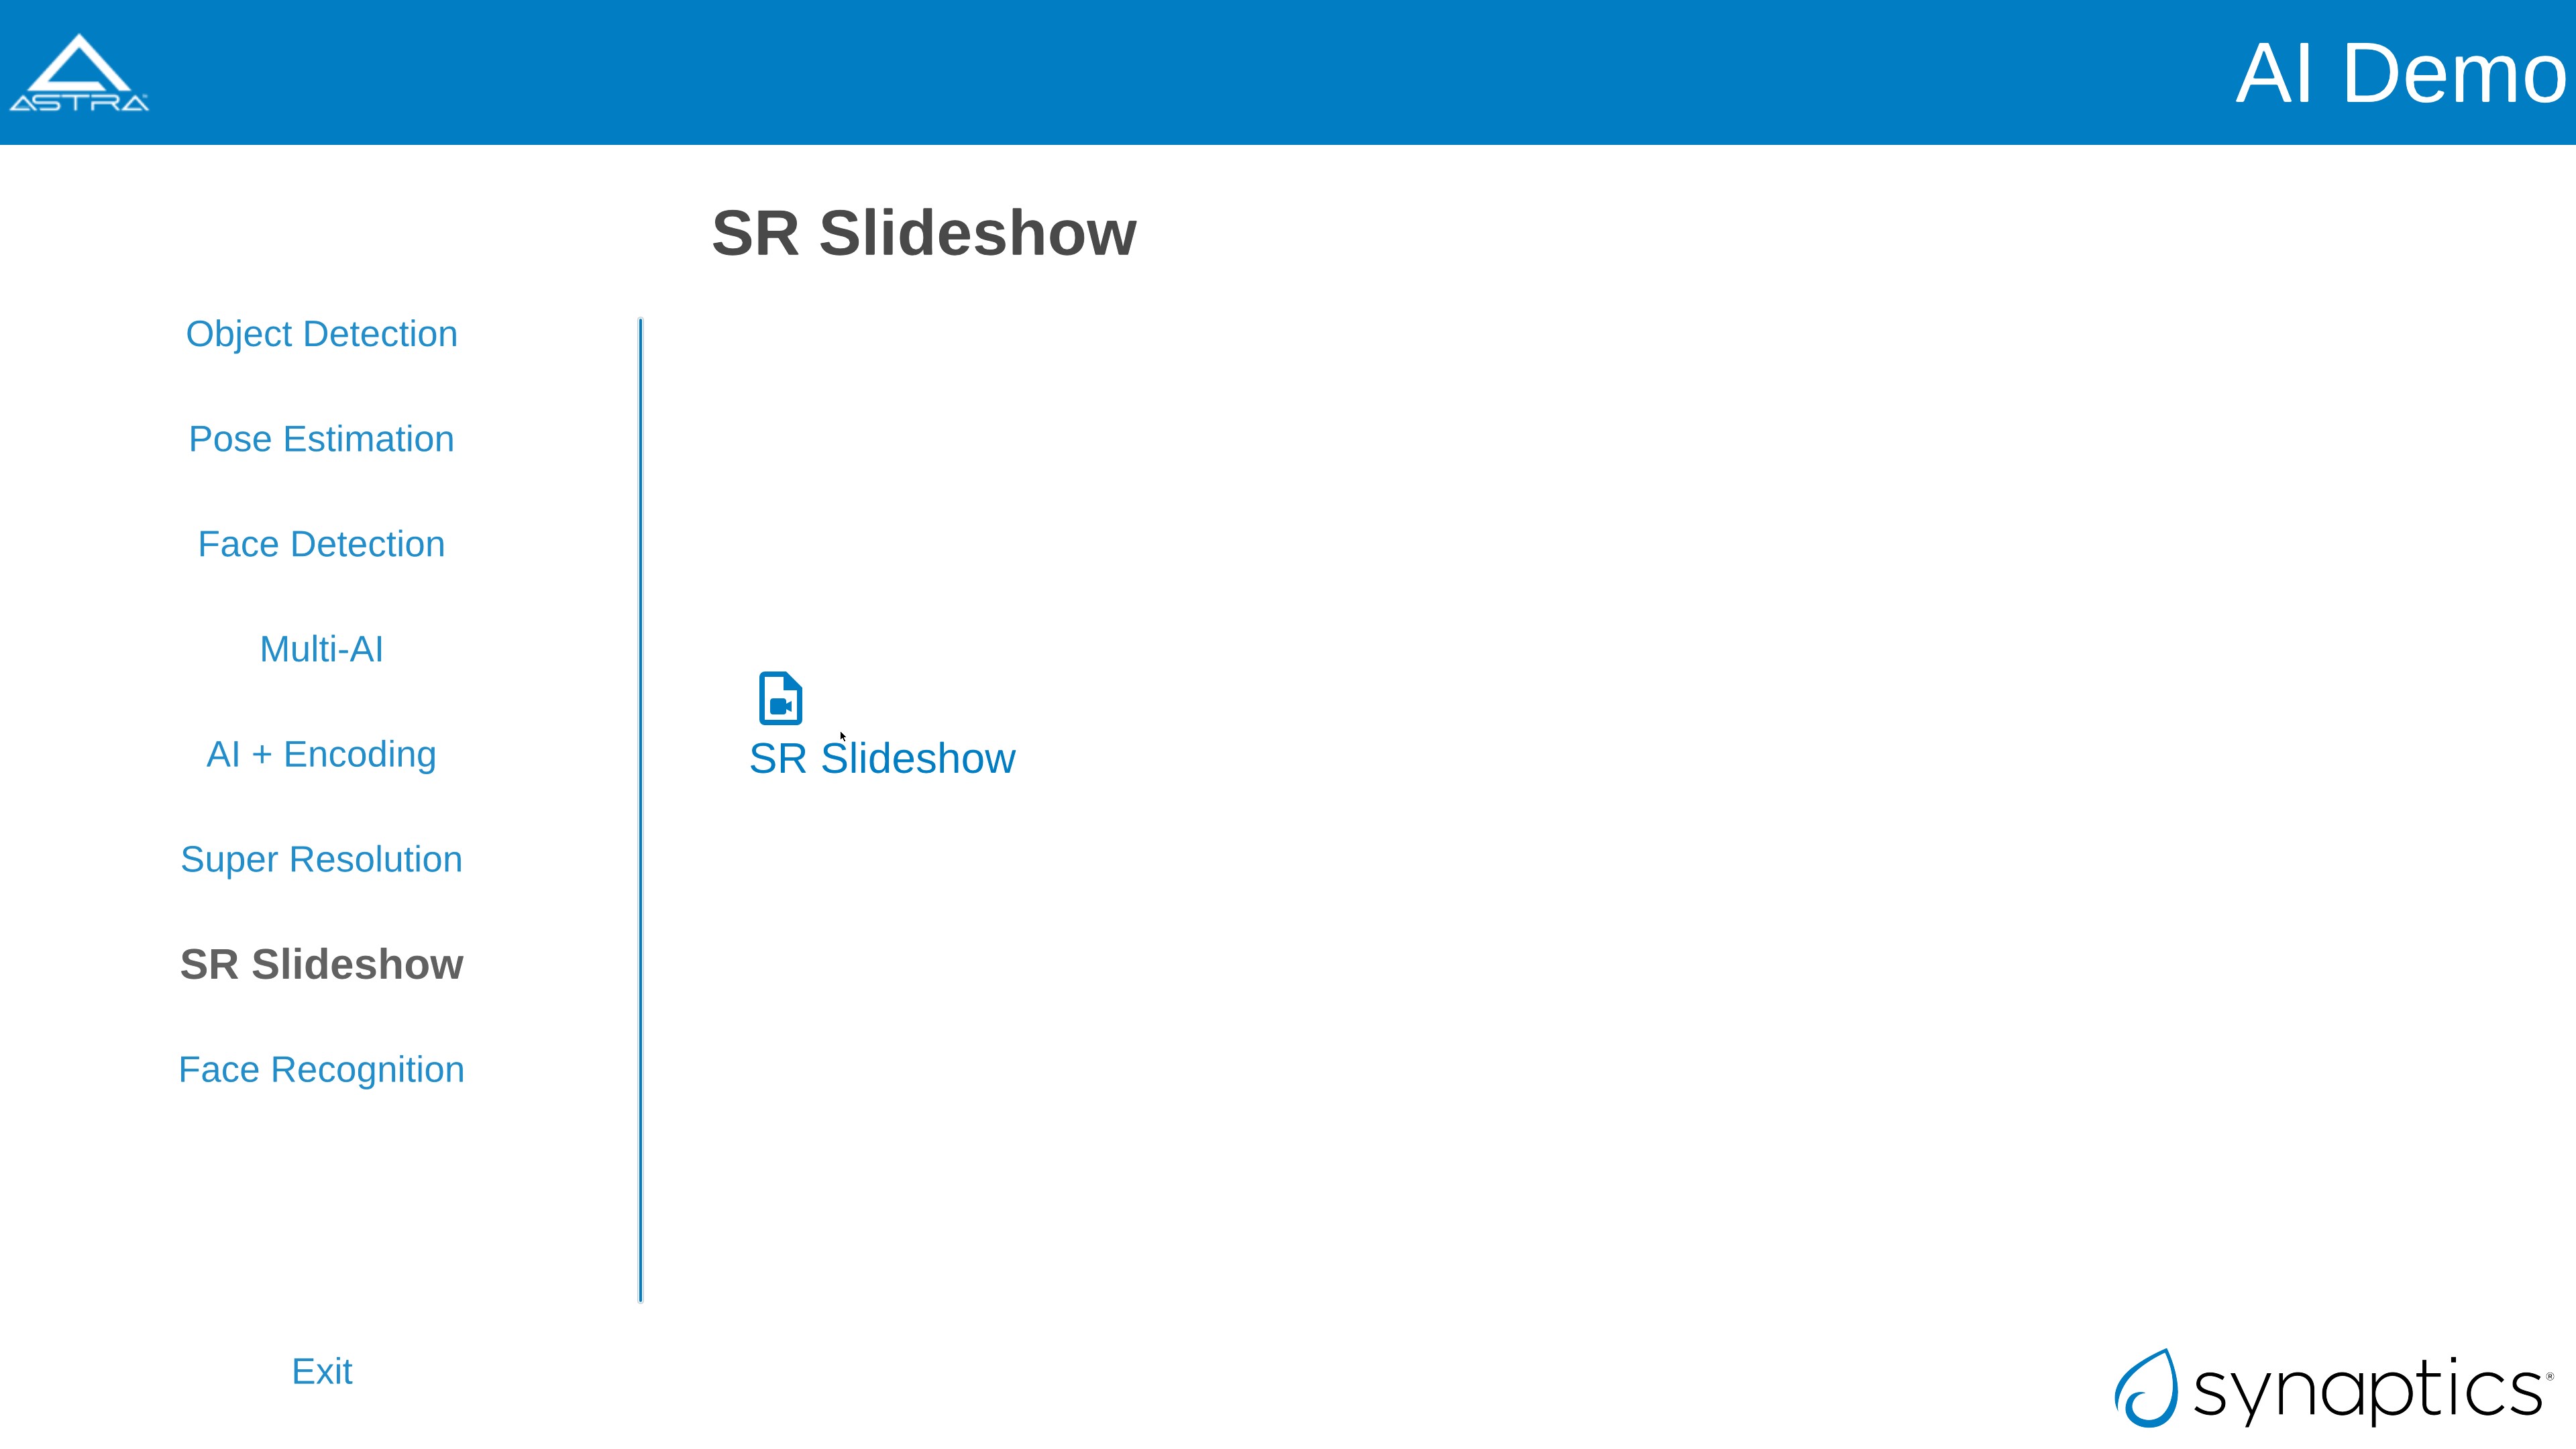 ASTRA
AI Demo
SR Slideshow
Object Detection
Pose Estimation
Face Detection
Multi-AI
AI + Encoding
Super Resolution
SR Slideshow
Face Recognition
Exit
SR Slideshow
synaptics®